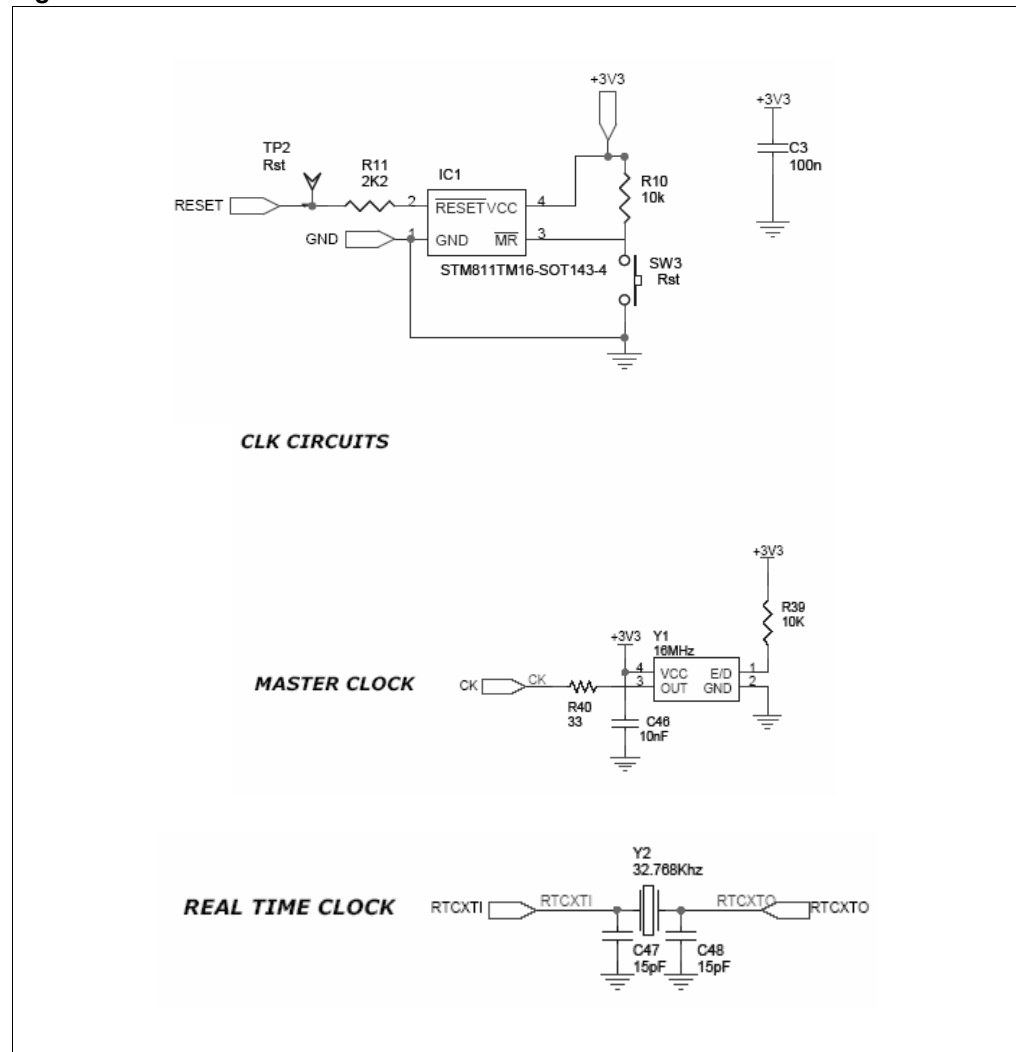 +3V3
+3V3
TP2
Rst
R11
2K2
IC1
C3
100n
R10
10k
RESET
2
RESET VCC
4
GND
1
GND MR
3
STM811TM16-SOT143-4
SW3
Rst
CLK CIRCUITS
+3V3
R39
10K
+3V3
Y1
16MHz
MASTER CLOCK
CK
CK
4
VCC E/D
1
3
OUT GND
2
R40
33
C46
10nF
Y2
32.768Khz
REAL TIME CLOCK
RTCXTI
RTCXTI
RTCXTO
RTCXTO
C47
15pF
C48
15pF